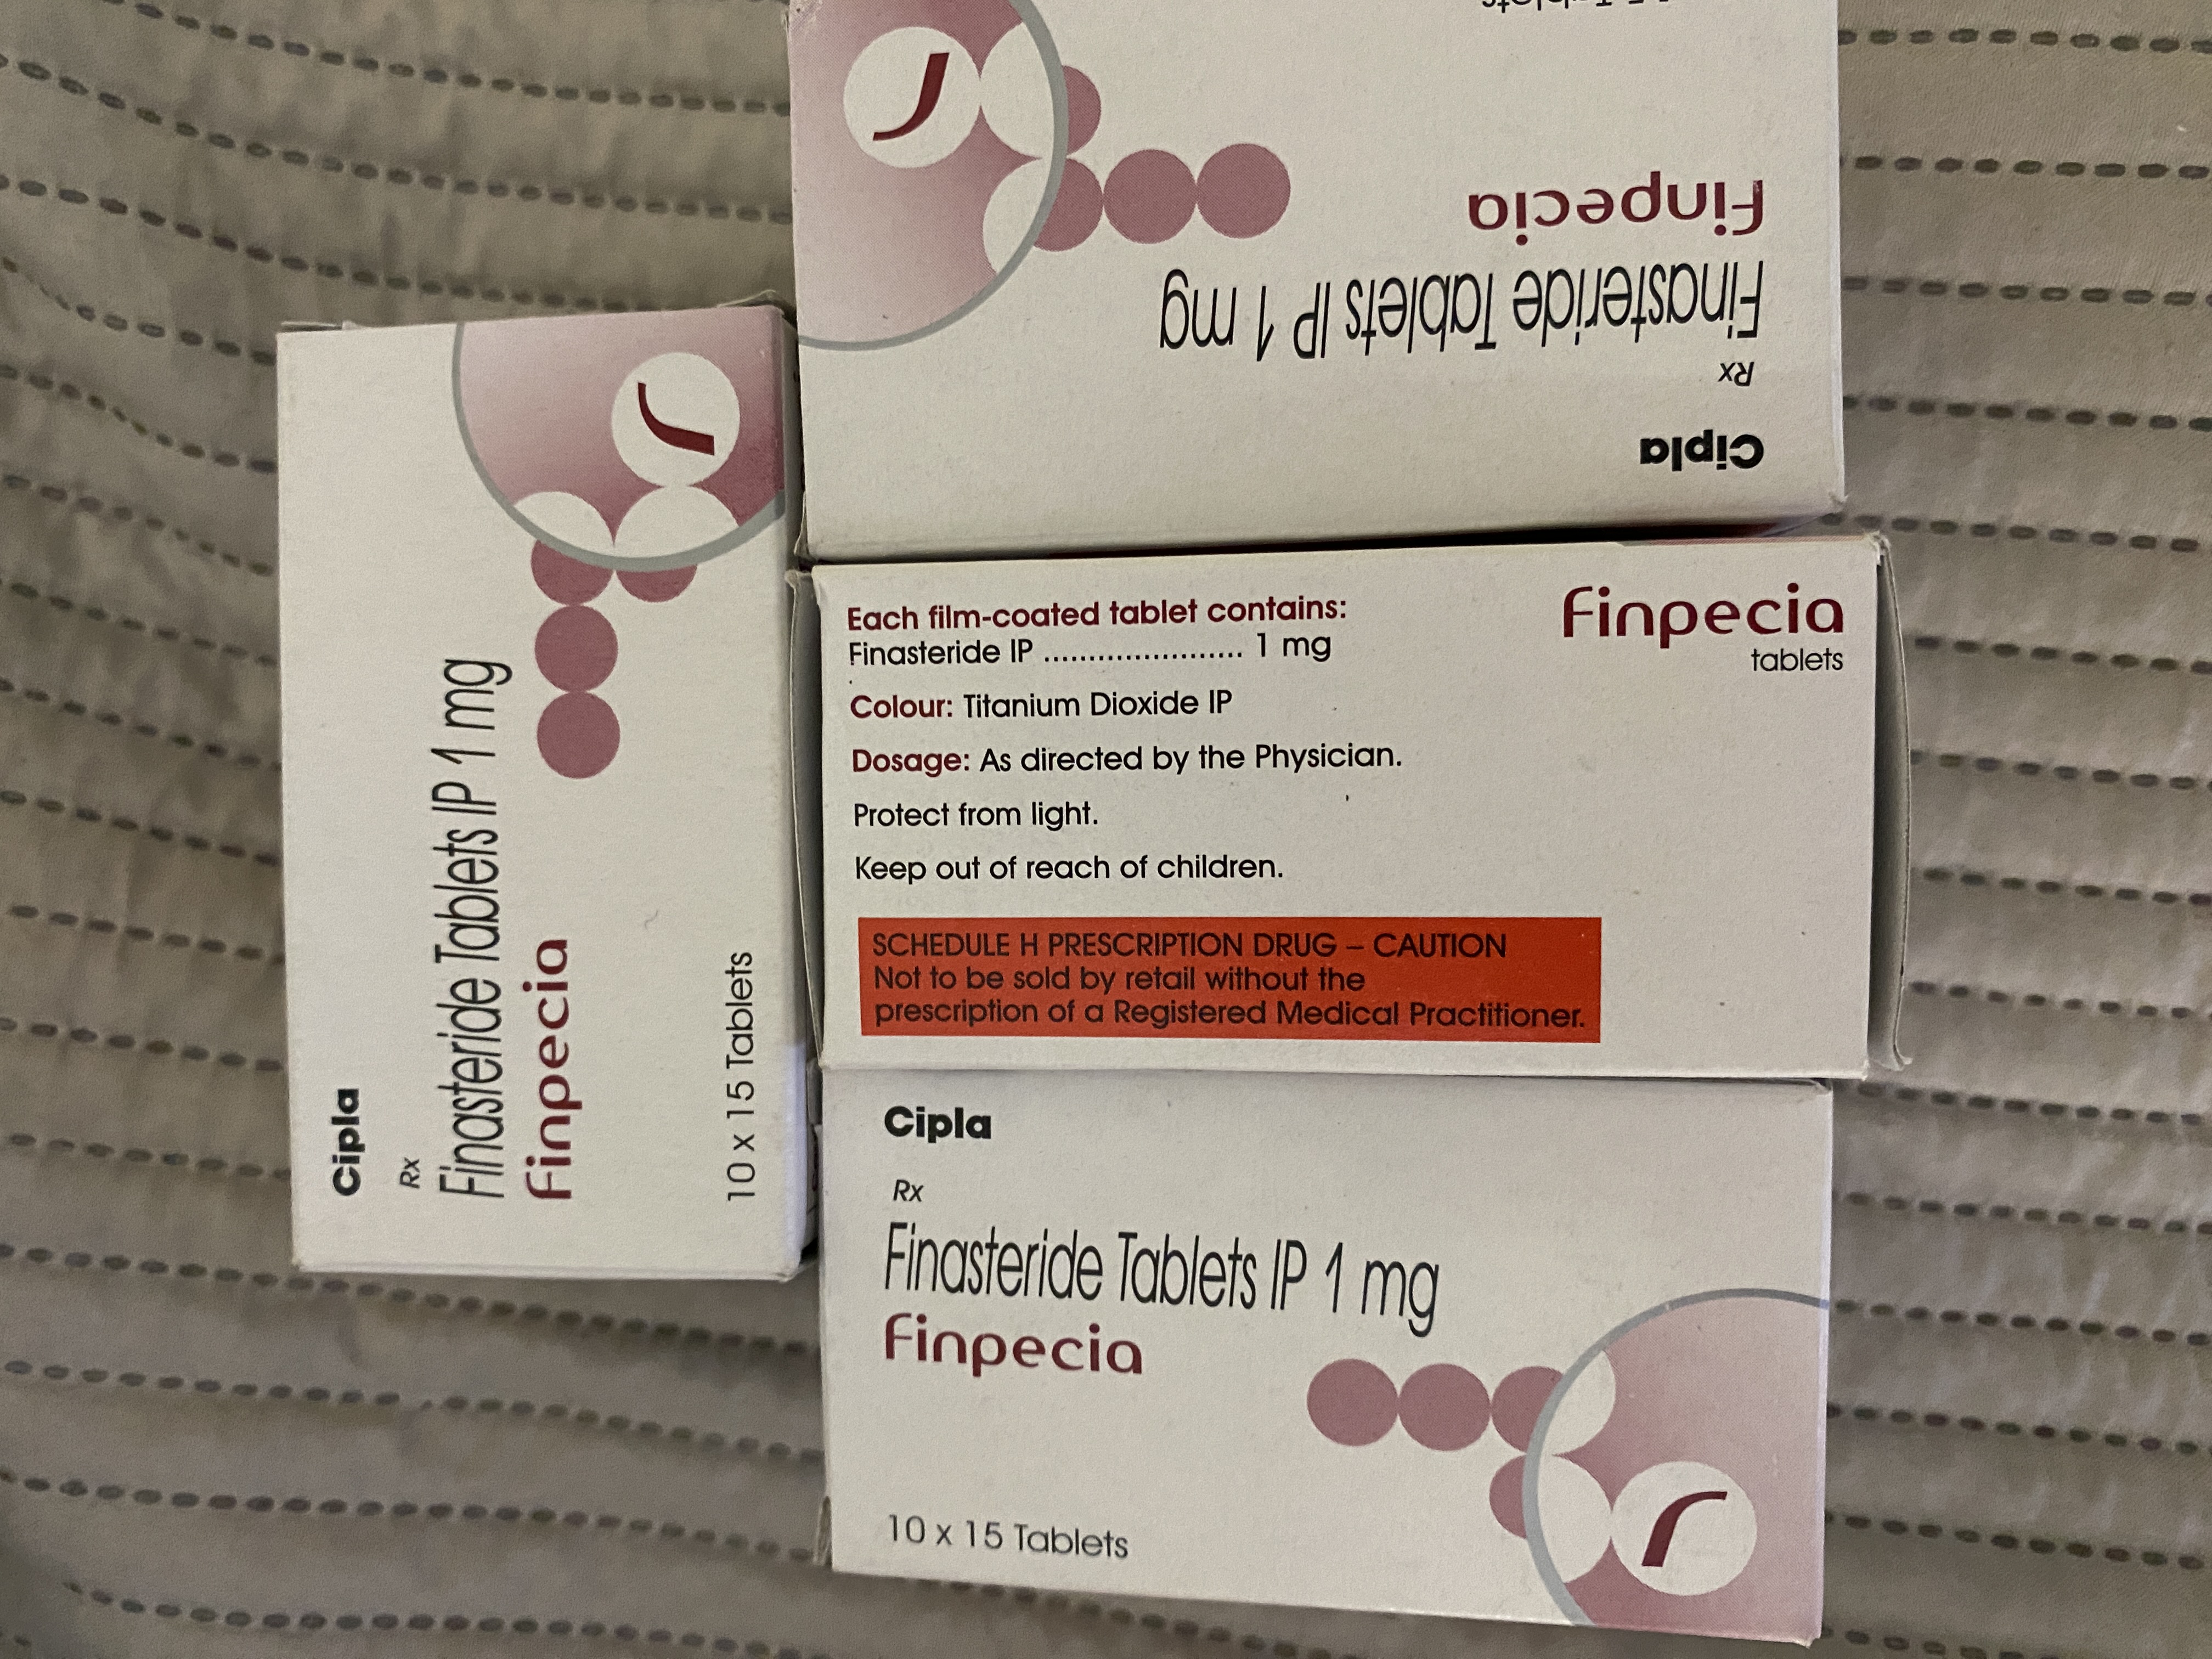 5 Tablets
Finpecia
Finasteride Tablets IP 1 mg
Rx
Cipla
Cipla
Rx
Finasteride Tablets IP 1 mg
Finpecia
10 x 15 Tablets
Each film-coated tablet contains:
Finasteride IP ...................... 1 mg
Colour: Titanium Dioxide IP
Dosage: As directed by the Physician.
Protect from light.
Keep out of reach of children.
SCHEDULE H PRESCRIPTION DRUG – CAUTION
Not to be sold by retail without the
prescription of a Registered Medical Practitioner.
Finpecia
tablets
Cipla
Rx
Finasteride Tablets IP 1 mg
Finpecia
10 x 15 Tablets